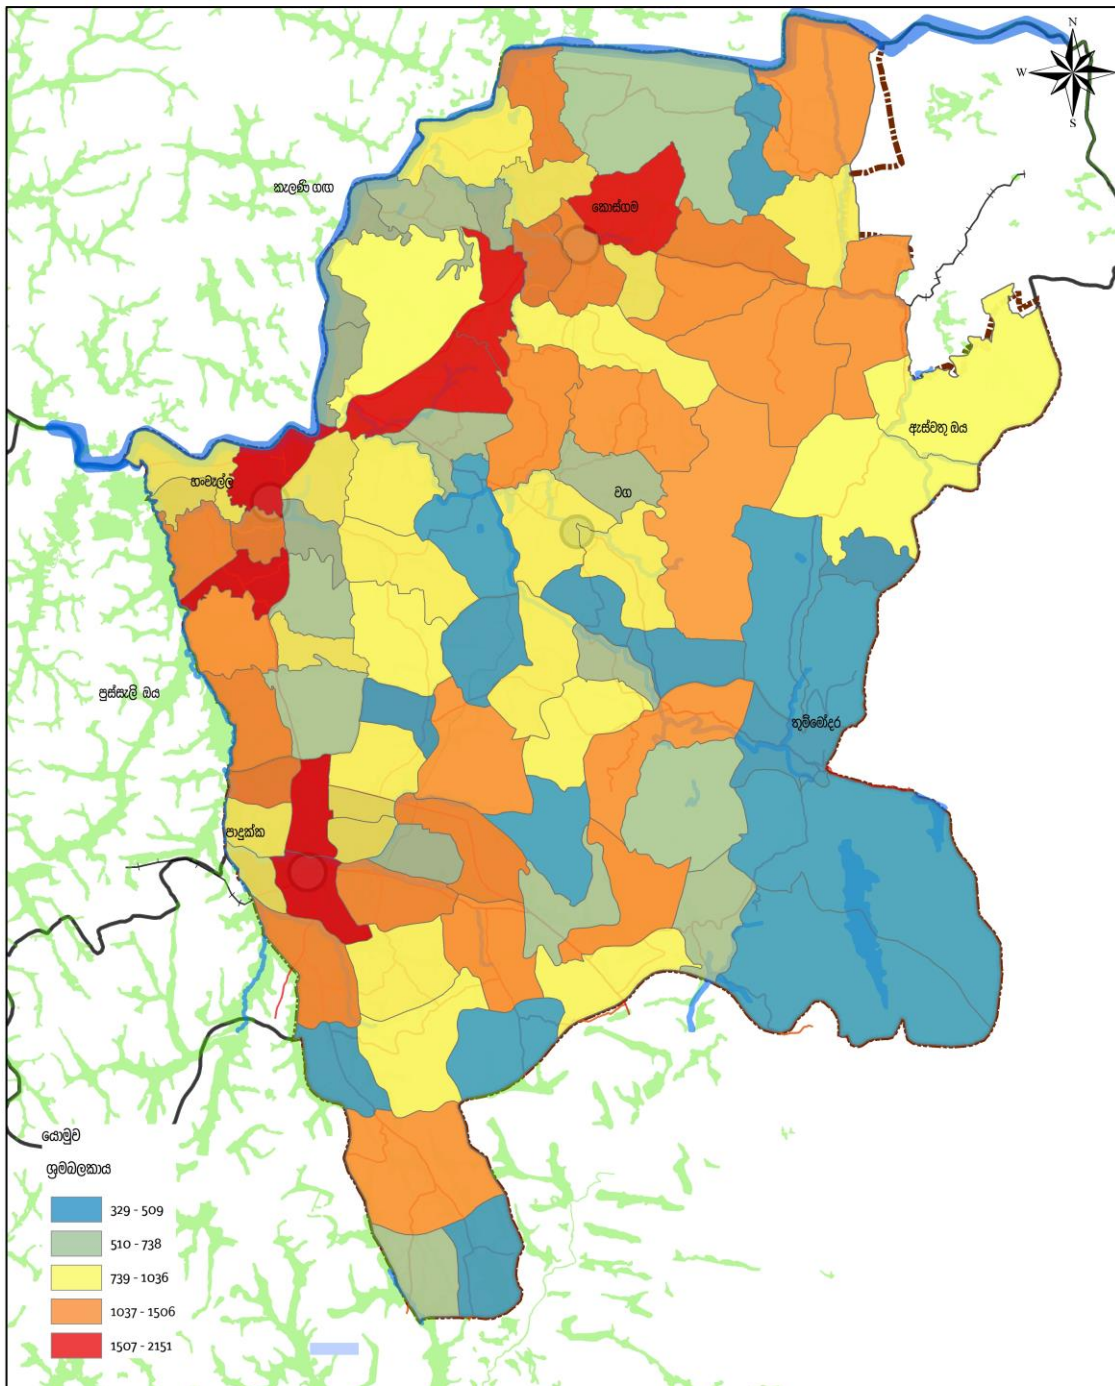 N
W
S
කැලණි ගඟ
කොස්ගම
ඇස්වතු ඔය
හංවැල්ල
වග
පුස්සැලි ඔය
තුම්මෝදර
පාදුක්ක
යොමුව
ශ්‍රමබලකාය
329 - 509
510 - 738
739 - 1036
1037 - 1506
1507 - 2151